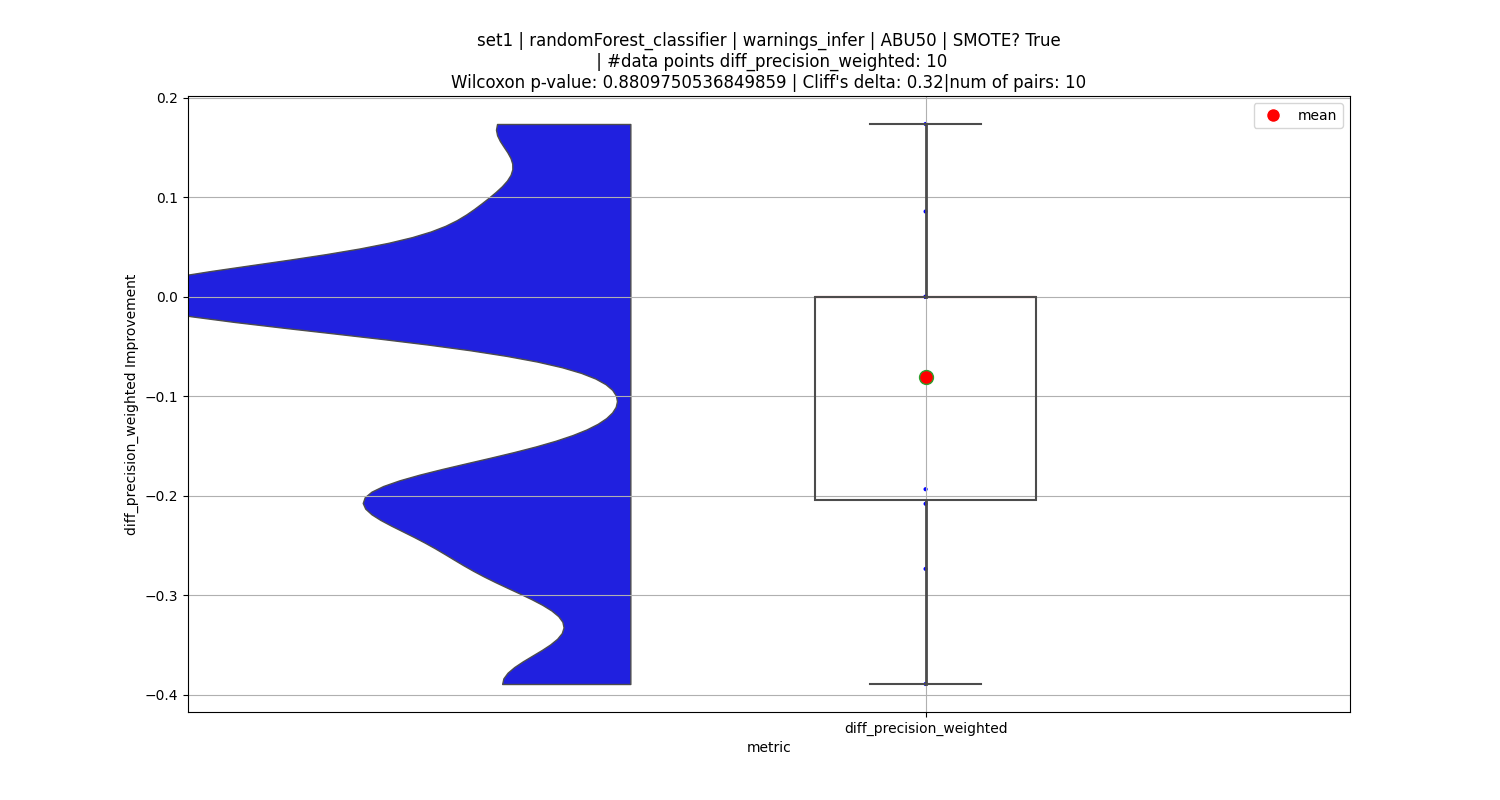 set1 | randomForest_classifier | warnings_infer | ABU50 | SMOTE? True
| #data points diff_precision_weighted: 10
Wilcoxon p-value: 0.8809750536849859 | Cliff's delta: 0.32|num of pairs: 10
mean
diff_precision_weighted Improvement
0.2
0.1
0.0
−0.1
−0.2
−0.3
−0.4
diff_precision_weighted
metric